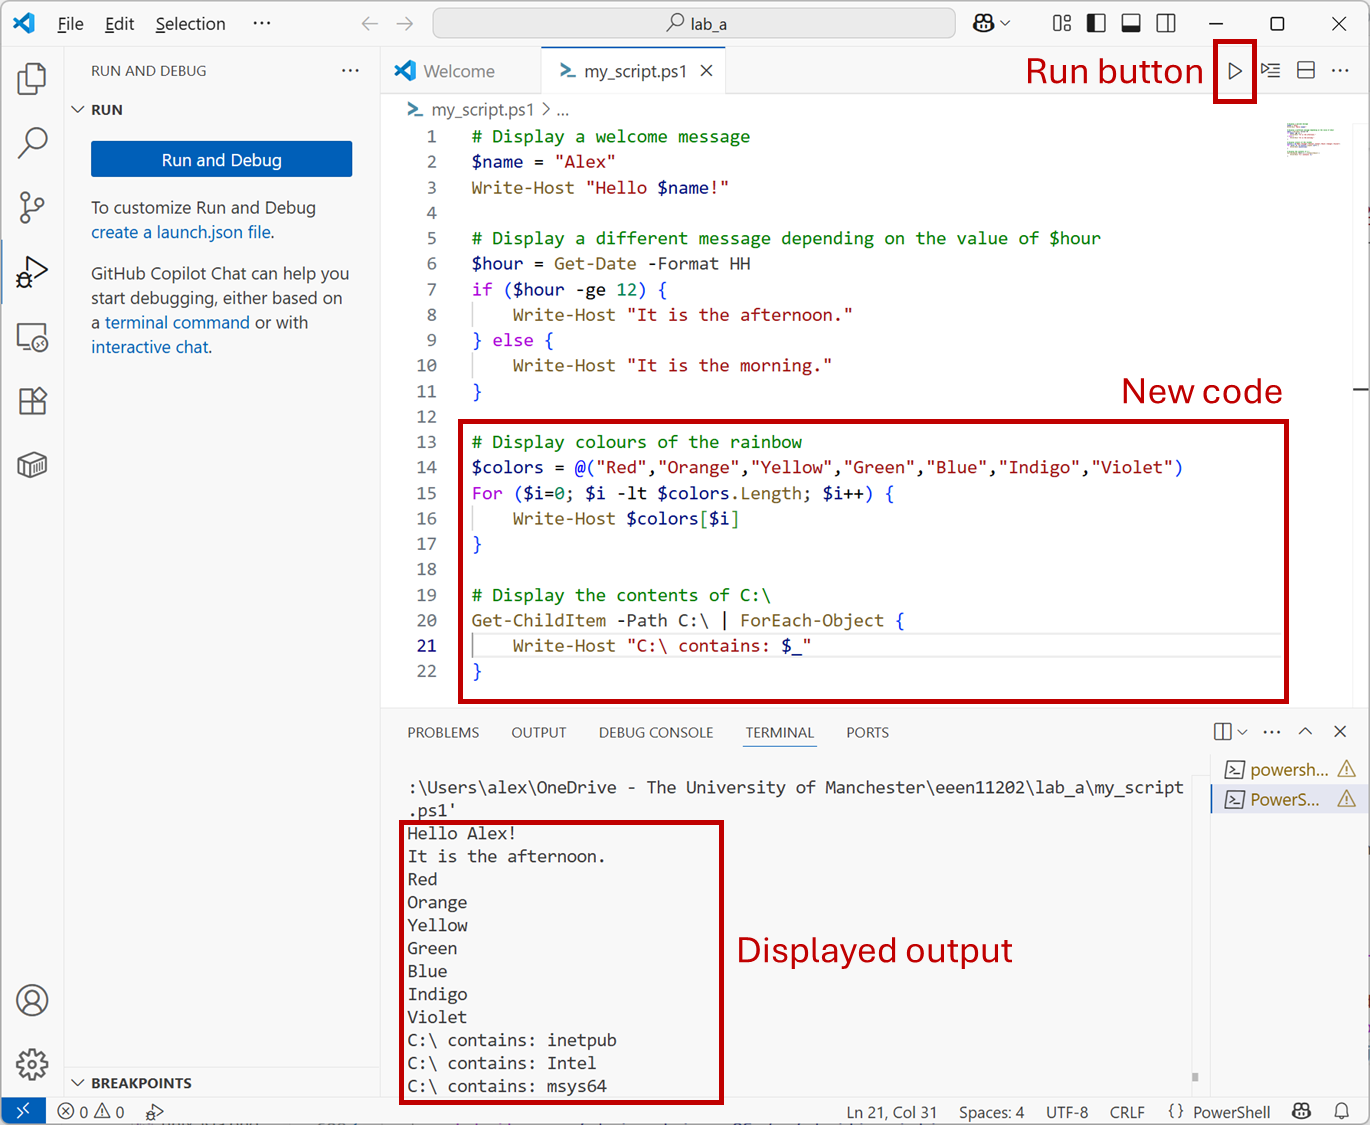 File Edit Selection ··· lab_a
RUN AND DEBUG ···
RUN
Run and Debug
To customize Run and Debug
create a launch.json file.
GitHub Copilot Chat can help you
start debugging, either based on
a terminal command or with
interactive chat.
BREAKPOINTS
Welcome my_script.ps1
Run button
my_script.ps1 > ...
1 # Display a welcome message
2 $name = "Alex"
3 Write-Host "Hello $name!"
4
5 # Display a different message depending on the value of $hour
6 $hour = Get-Date -Format HH
7 if ($hour -ge 12) {
8     Write-Host "It is the afternoon."
9 } else {
10     Write-Host "It is the morning."
11 }
New code
12
13 # Display colours of the rainbow
14 $colors = @("Red","Orange","Yellow","Green","Blue","Indigo","Violet")
15 For ($i=0; $i -lt $colors.Length; $i++) {
16     Write-Host $colors[$i]
17 }
18
19 # Display the contents of C:\
20 Get-ChildItem -Path C:\ | ForEach-Object {
21     Write-Host "C:\ contains: $_"
22 }
PROBLEMS OUTPUT DEBUG CONSOLE TERMINAL PORTS
powersh...
PowerS...
:\Users\alex\OneDrive - The University of Manchester\eeen11202\lab_a\my_script
.ps1'
Hello Alex!
It is the afternoon.
Red
Orange
Yellow
Green
Blue
Indigo
Violet
C:\ contains: inetpub
C:\ contains: Intel
C:\ contains: msys64
Displayed output
0 0 Ln 21, Col 31 Spaces: 4 UTF-8 CRLF {} PowerShell